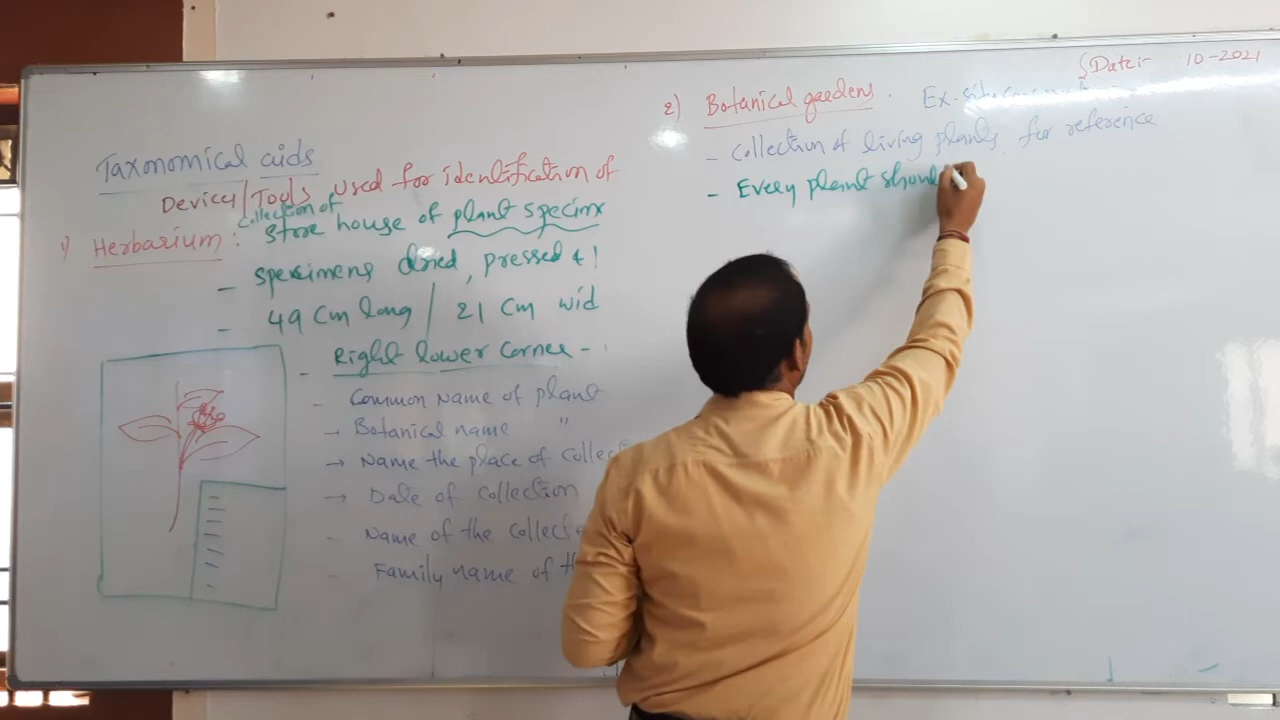 Taxonomical aids
Device/Tools used for identification of
collection of
1) Herbarium : Store house of plant specim
- specimens dried, pressed &
- 49 cm long / 21 cm wid
- Right lower corner -
- Common Name of plant
→ Botanical name "
→ Name the place of collec
→ Date of collection
- Name of the collect
- Family name of th
Date:- 10-2021
2) Botanical gardens . Ex-situ
- Collection of living plants, for reference
- Every plant shoul